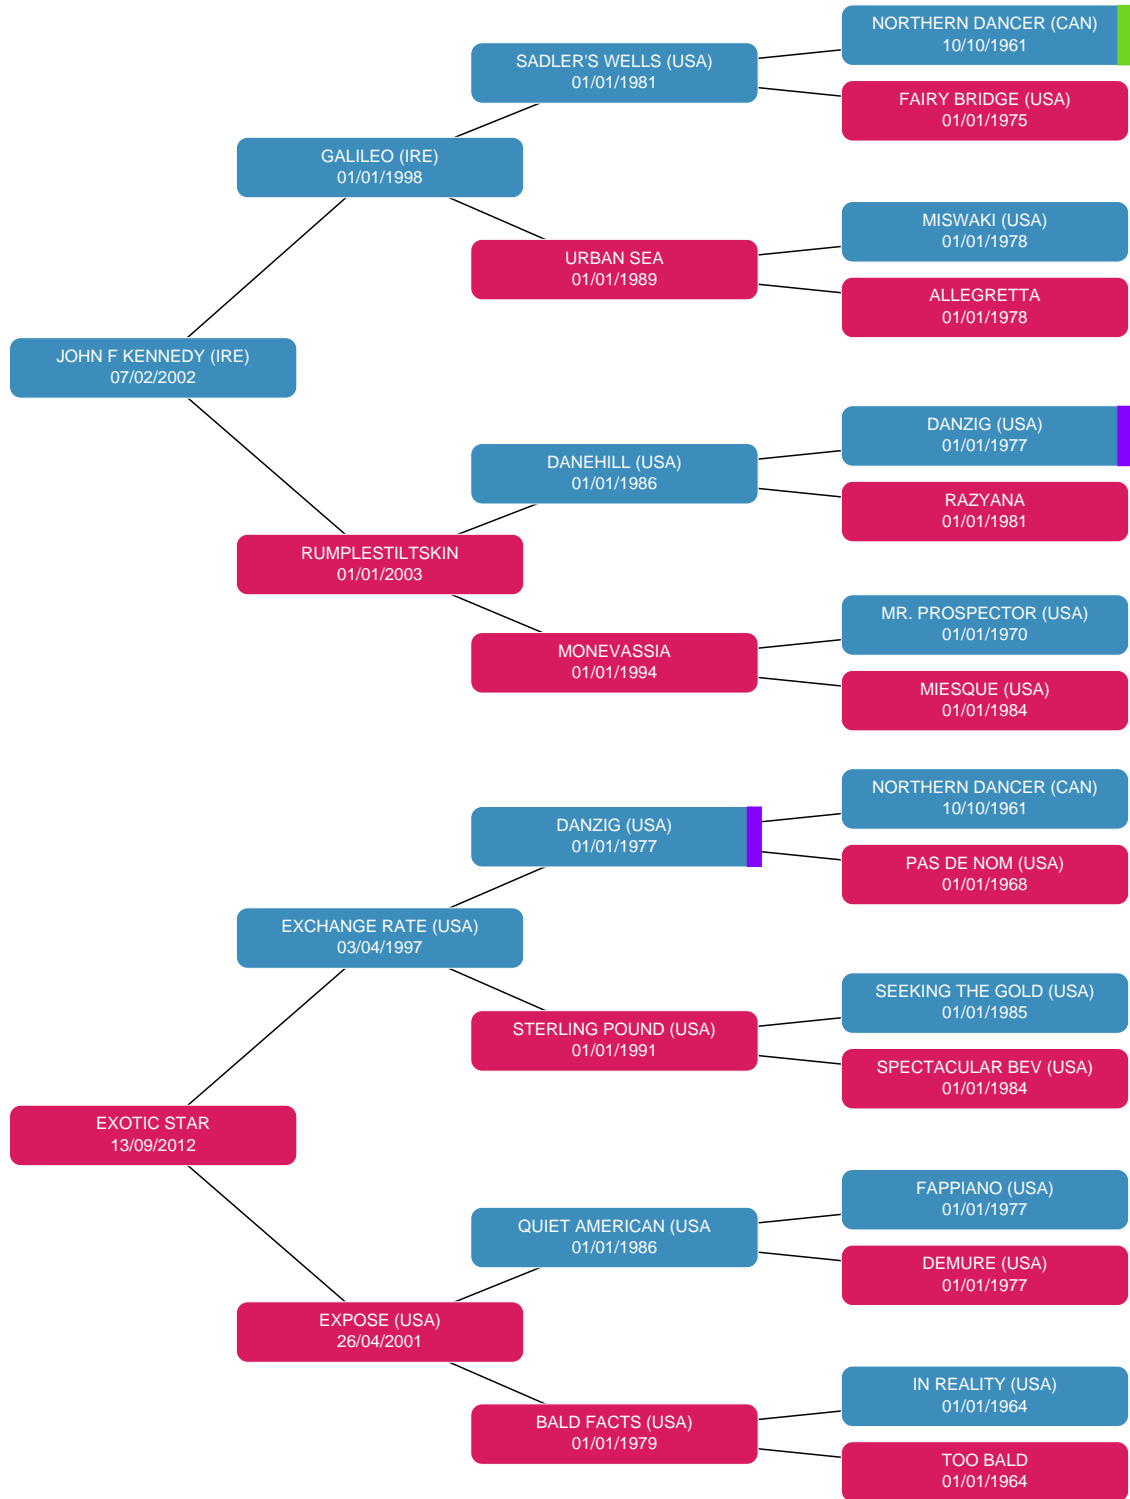 NORTHERN DANCER (CAN)
10/10/1961
SADLER'S WELLS (USA)
01/01/1981
FAIRY BRIDGE (USA)
01/01/1975
GALILEO (IRE)
01/01/1998
MISWAKI (USA)
01/01/1978
URBAN SEA
01/01/1989
ALLEGRETTA
01/01/1978
JOHN F KENNEDY (IRE)
07/02/2002
DANZIG (USA)
01/01/1977
DANEHILL (USA)
01/01/1986
RAZYANA
01/01/1981
RUMPLESTILTSKIN
01/01/2003
MR. PROSPECTOR (USA)
01/01/1970
MONEVASSIA
01/01/1994
MIESQUE (USA)
01/01/1984
NORTHERN DANCER (CAN)
10/10/1961
DANZIG (USA)
01/01/1977
PAS DE NOM (USA)
01/01/1968
EXCHANGE RATE (USA)
03/04/1997
SEEKING THE GOLD (USA)
01/01/1985
STERLING POUND (USA)
01/01/1991
SPECTACULAR BEV (USA)
01/01/1984
EXOTIC STAR
13/09/2012
FAPPIANO (USA)
01/01/1977
QUIET AMERICAN (USA
01/01/1986
DEMURE (USA)
01/01/1977
EXPOSE (USA)
26/04/2001
IN REALITY (USA)
01/01/1964
BALD FACTS (USA)
01/01/1979
TOO BALD
01/01/1964